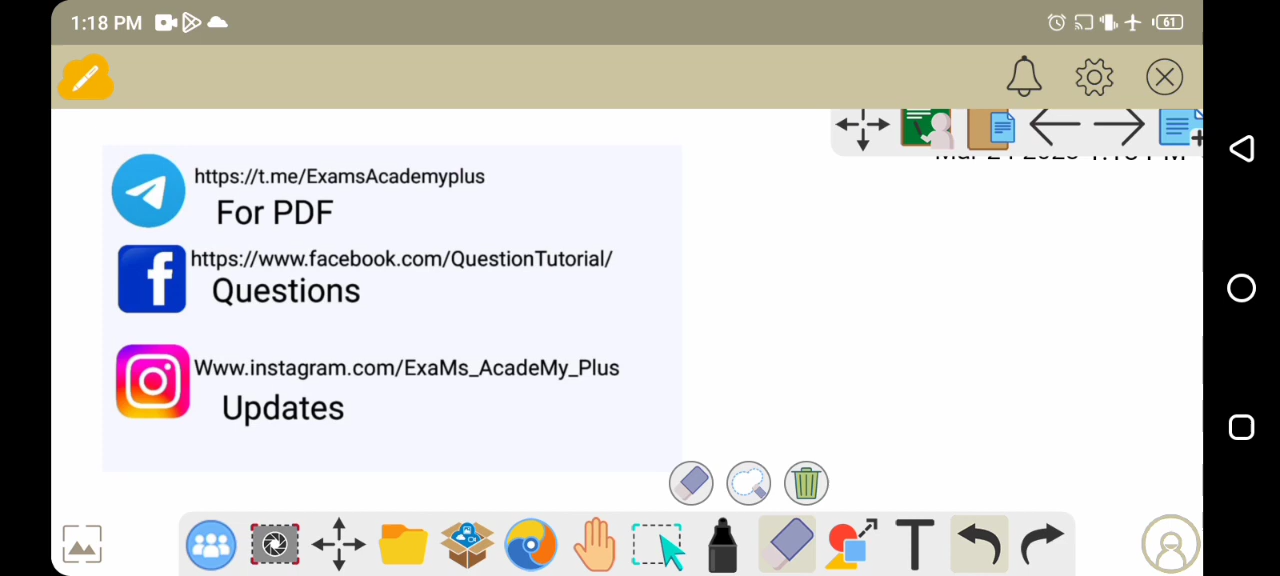 1:18 PM
61
https://t.me/ExamsAcademyplus
For PDF
https://www.facebook.com/QuestionTutorial/
Questions
Www.instagram.com/ExaMs_AcadeMy_Plus
Updates